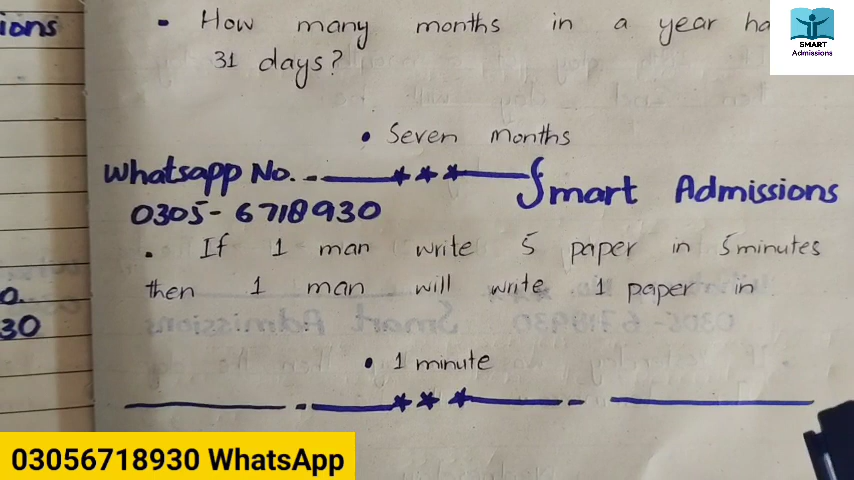 ions
• How many months in a year ha
31 days?
SMART
Admissions
• Seven months
Whatsapp No. Smart Admissions
0305-6718930
• If 1 man write 5 paper in 5 minutes
then 1 man will write 1 paper in
0.
30
• 1 minute
03056718930 WhatsApp